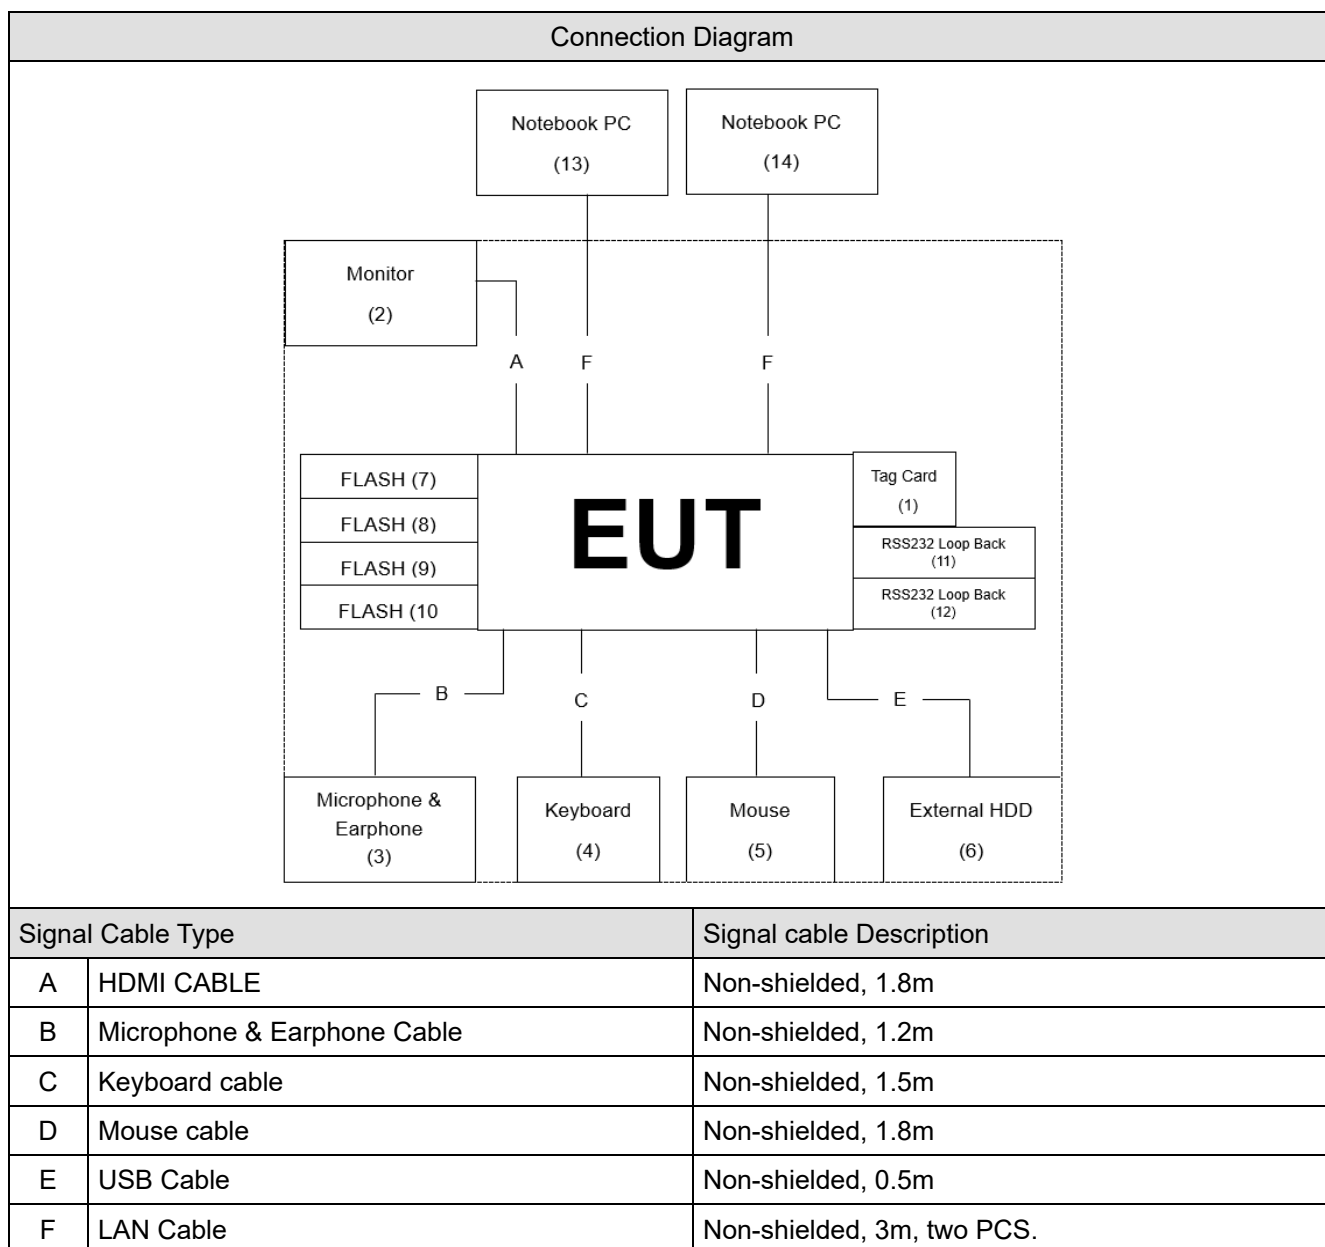 Connection Diagram
Notebook PC
(13)
Notebook PC
(14)
Monitor
(2)
A
F
F
FLASH (7)
FLASH (8)
FLASH (9)
FLASH (10
EUT
Tag Card
(1)
RSS232 Loop Back
(11)
RSS232 Loop Back
(12)
B
C
D
E
Microphone &
Earphone
(3)
Keyboard
(4)
Mouse
(5)
External HDD
(6)
Signal Cable Type Signal cable Description
A HDMI CABLE Non-shielded, 1.8m
B Microphone & Earphone Cable Non-shielded, 1.2m
C Keyboard cable Non-shielded, 1.5m
D Mouse cable Non-shielded, 1.8m
E USB Cable Non-shielded, 0.5m
F LAN Cable Non-shielded, 3m, two PCS.